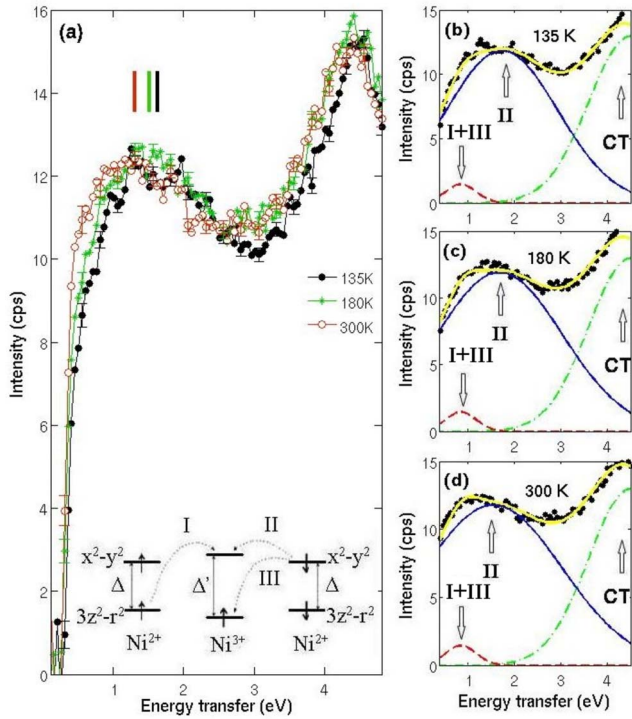 (a)
16
14
12
10
8
6
4
2
0
Intensity (cps)
1 2 3 4
Energy transfer (eV)
135K
180K
300K
I II
III
x²-y² x²-y²
Δ Δ' Δ
3z²-r² 3z²-r²
Ni²⁺ Ni³⁺ Ni²⁺
(b) 135 K
15
10
5
0
Intensity (cps)
I+III
II
CT
1 2 3 4
(c) 180 K
15
10
5
0
Intensity (cps)
I+III
II
CT
1 2 3 4
(d) 300 K
15
10
5
0
Intensity (cps)
I+III
II
CT
1 2 3 4
Energy transfer (eV)